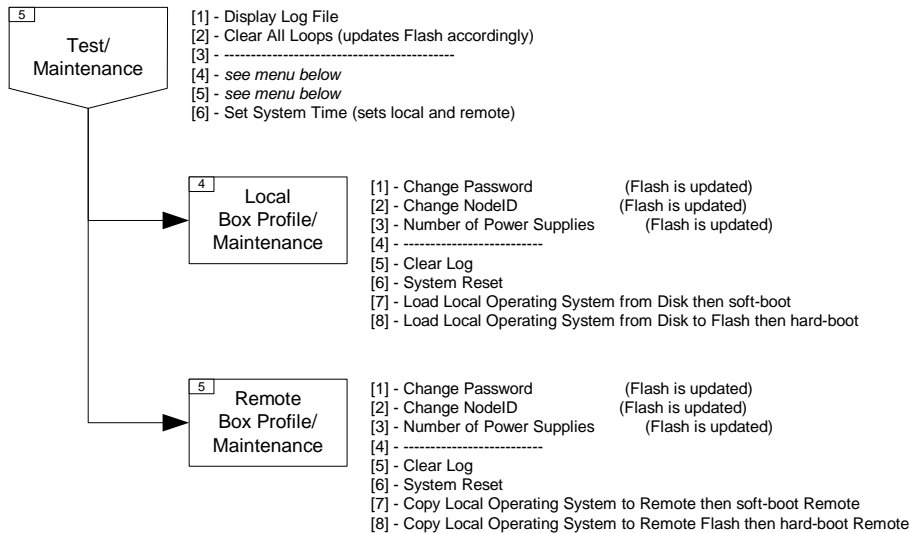 5
Test/
Maintenance
[1] - Display Log File
[2] - Clear All Loops (updates Flash accordingly)
[3] - -------------------------------------------
[4] - see menu below
[5] - see menu below
[6] - Set System Time (sets local and remote)
4
Local
Box Profile/
Maintenance
[1] - Change Password (Flash is updated)
[2] - Change NodeID (Flash is updated)
[3] - Number of Power Supplies (Flash is updated)
[4] - --------------------------
[5] - Clear Log
[6] - System Reset
[7] - Load Local Operating System from Disk then soft-boot
[8] - Load Local Operating System from Disk to Flash then hard-boot
5
Remote
Box Profile/
Maintenance
[1] - Change Password (Flash is updated)
[2] - Change NodeID (Flash is updated)
[3] - Number of Power Supplies (Flash is updated)
[4] - --------------------------
[5] - Clear Log
[6] - System Reset
[7] - Copy Local Operating System to Remote then soft-boot Remote
[8] - Copy Local Operating System to Remote Flash then hard-boot Remote